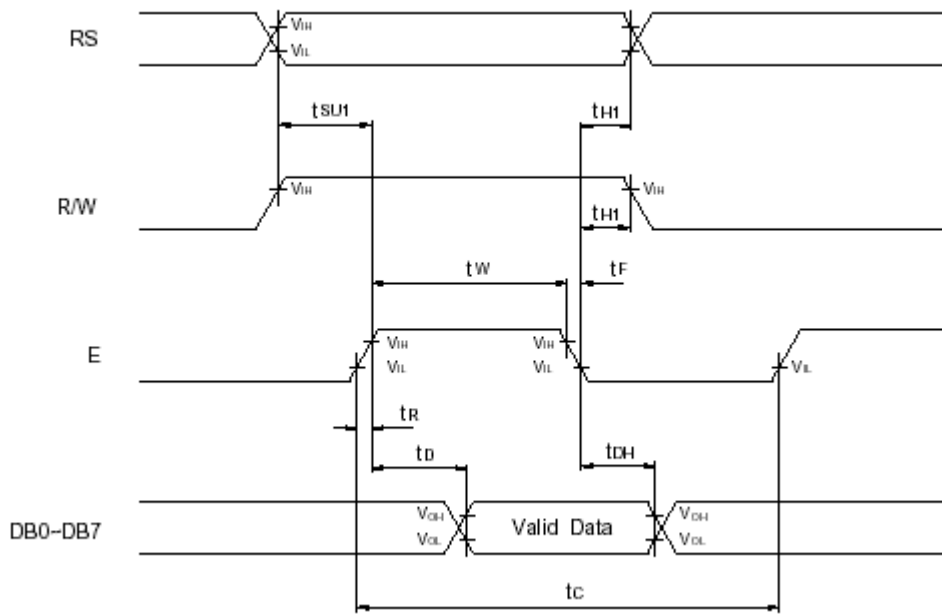 RS
VIH
VIL
tSU1
tH1
R/W
VIH
VIH
tH1
tW
tF
E
VIH
VIH
VIL
VIL
VIL
tR
tD
tDH
DB0~DB7
VOH
Valid Data
VOH
VOL
VOL
tC